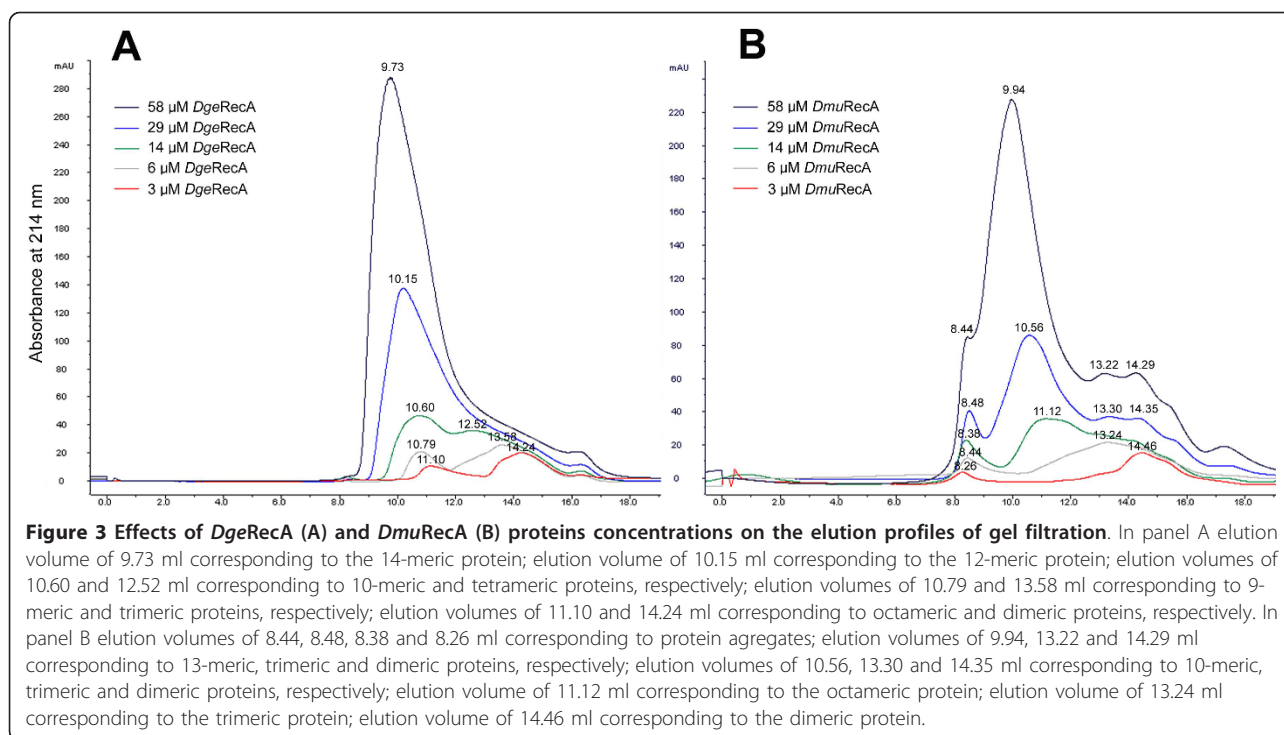 A
mAU
280
260
240
220
200
180
160
140
120
100
80
60
40
20
0
Absorbance at 214 nm
58 µM DgeRecA
29 µM DgeRecA
14 µM DgeRecA
6 µM DgeRecA
3 µM DgeRecA
9.73
10.15
10.60
12.52
13.58
10.79
14.24
11.10
0.0 2.0 4.0 6.0 8.0 10.0 12.0 14.0 16.0 18.0
B
mAU
220
200
180
160
140
120
100
80
60
40
20
0
58 µM DmuRecA
29 µM DmuRecA
14 µM DmuRecA
6 µM DmuRecA
3 µM DmuRecA
9.94
8.44
10.56
13.22 14.29
8.48
13.30 14.35
11.12
8.38
8.44
13.24
8.26
14.46
0.0 2.0 4.0 6.0 8.0 10.0 12.0 14.0 16.0 18.0
Figure 3 Effects of DgeRecA (A) and DmuRecA (B) proteins concentrations on the elution profiles of gel filtration. In panel A elution
volume of 9.73 ml corresponding to the 14-meric protein; elution volume of 10.15 ml corresponding to the 12-meric protein; elution volumes of
10.60 and 12.52 ml corresponding to 10-meric and tetrameric proteins, respectively; elution volumes of 10.79 and 13.58 ml corresponding to 9-
meric and trimeric proteins, respectively; elution volumes of 11.10 and 14.24 ml corresponding to octameric and dimeric proteins, respectively. In
panel B elution volumes of 8.44, 8.48, 8.38 and 8.26 ml corresponding to protein agregates; elution volumes of 9.94, 13.22 and 14.29 ml
corresponding to 13-meric, trimeric and dimeric proteins, respectively; elution volumes of 10.56, 13.30 and 14.35 ml corresponding to 10-meric,
trimeric and dimeric proteins, respectively; elution volume of 11.12 ml corresponding to the octameric protein; elution volume of 13.24 ml
corresponding to the trimeric protein; elution volume of 14.46 ml corresponding to the dimeric protein.